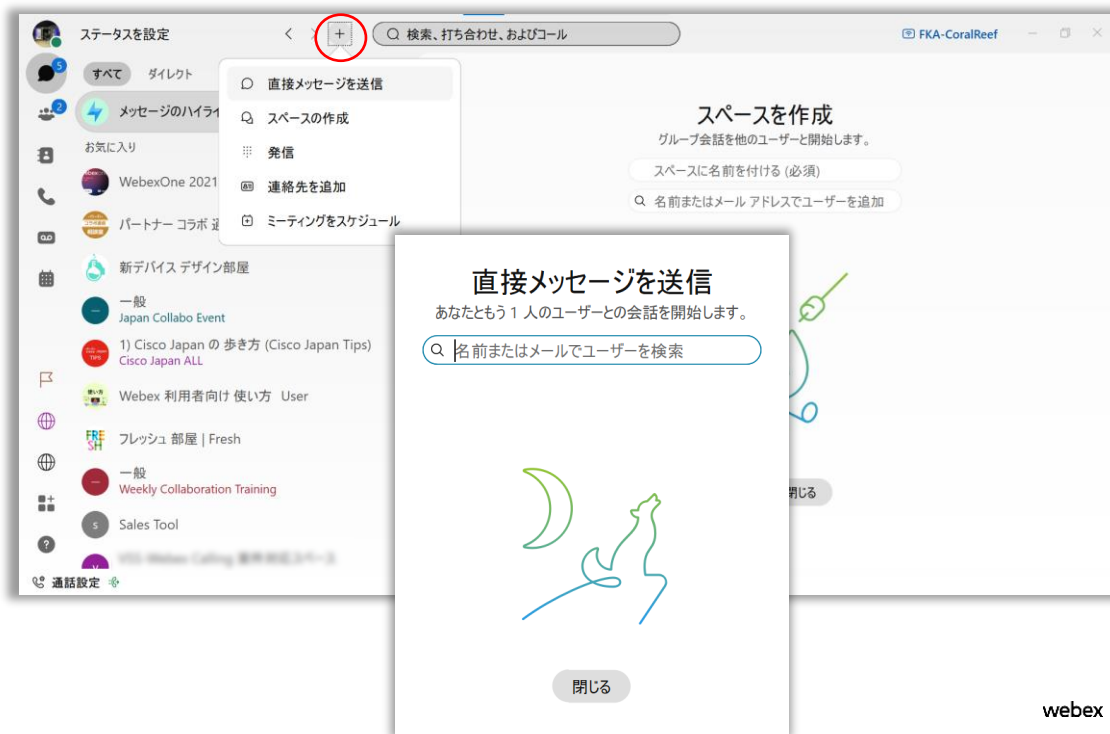 ステータスを設定
検索、打ち合わせ、およびコール
FKA-CoralReef
5
すべて
ダイレクト
直接メッセージを送信
スペースの作成
発信
連絡先を追加
ミーティングをスケジュール
2
メッセージのハイライ
お気に入り
WebexOne 2021
パートナー コラボ
新デバイス デザイン部屋
一般
Japan Collabo Event
1) Cisco Japan の 歩き方 (Cisco Japan Tips)
Cisco Japan ALL
Webex 利用者向け 使い方 User
FRE
SH
フレッシュ 部屋 | Fresh
一般
Weekly Collaboration Training
S
Sales Tool
V
通話設定
スペースを作成
グループ会話を他のユーザーと開始します。
スペースに名前を付ける (必須)
名前またはメール アドレスでユーザーを追加
閉じる
直接メッセージを送信
あなたともう 1 人のユーザーとの会話を開始します。
名前またはメールでユーザーを検索
閉じる
webex